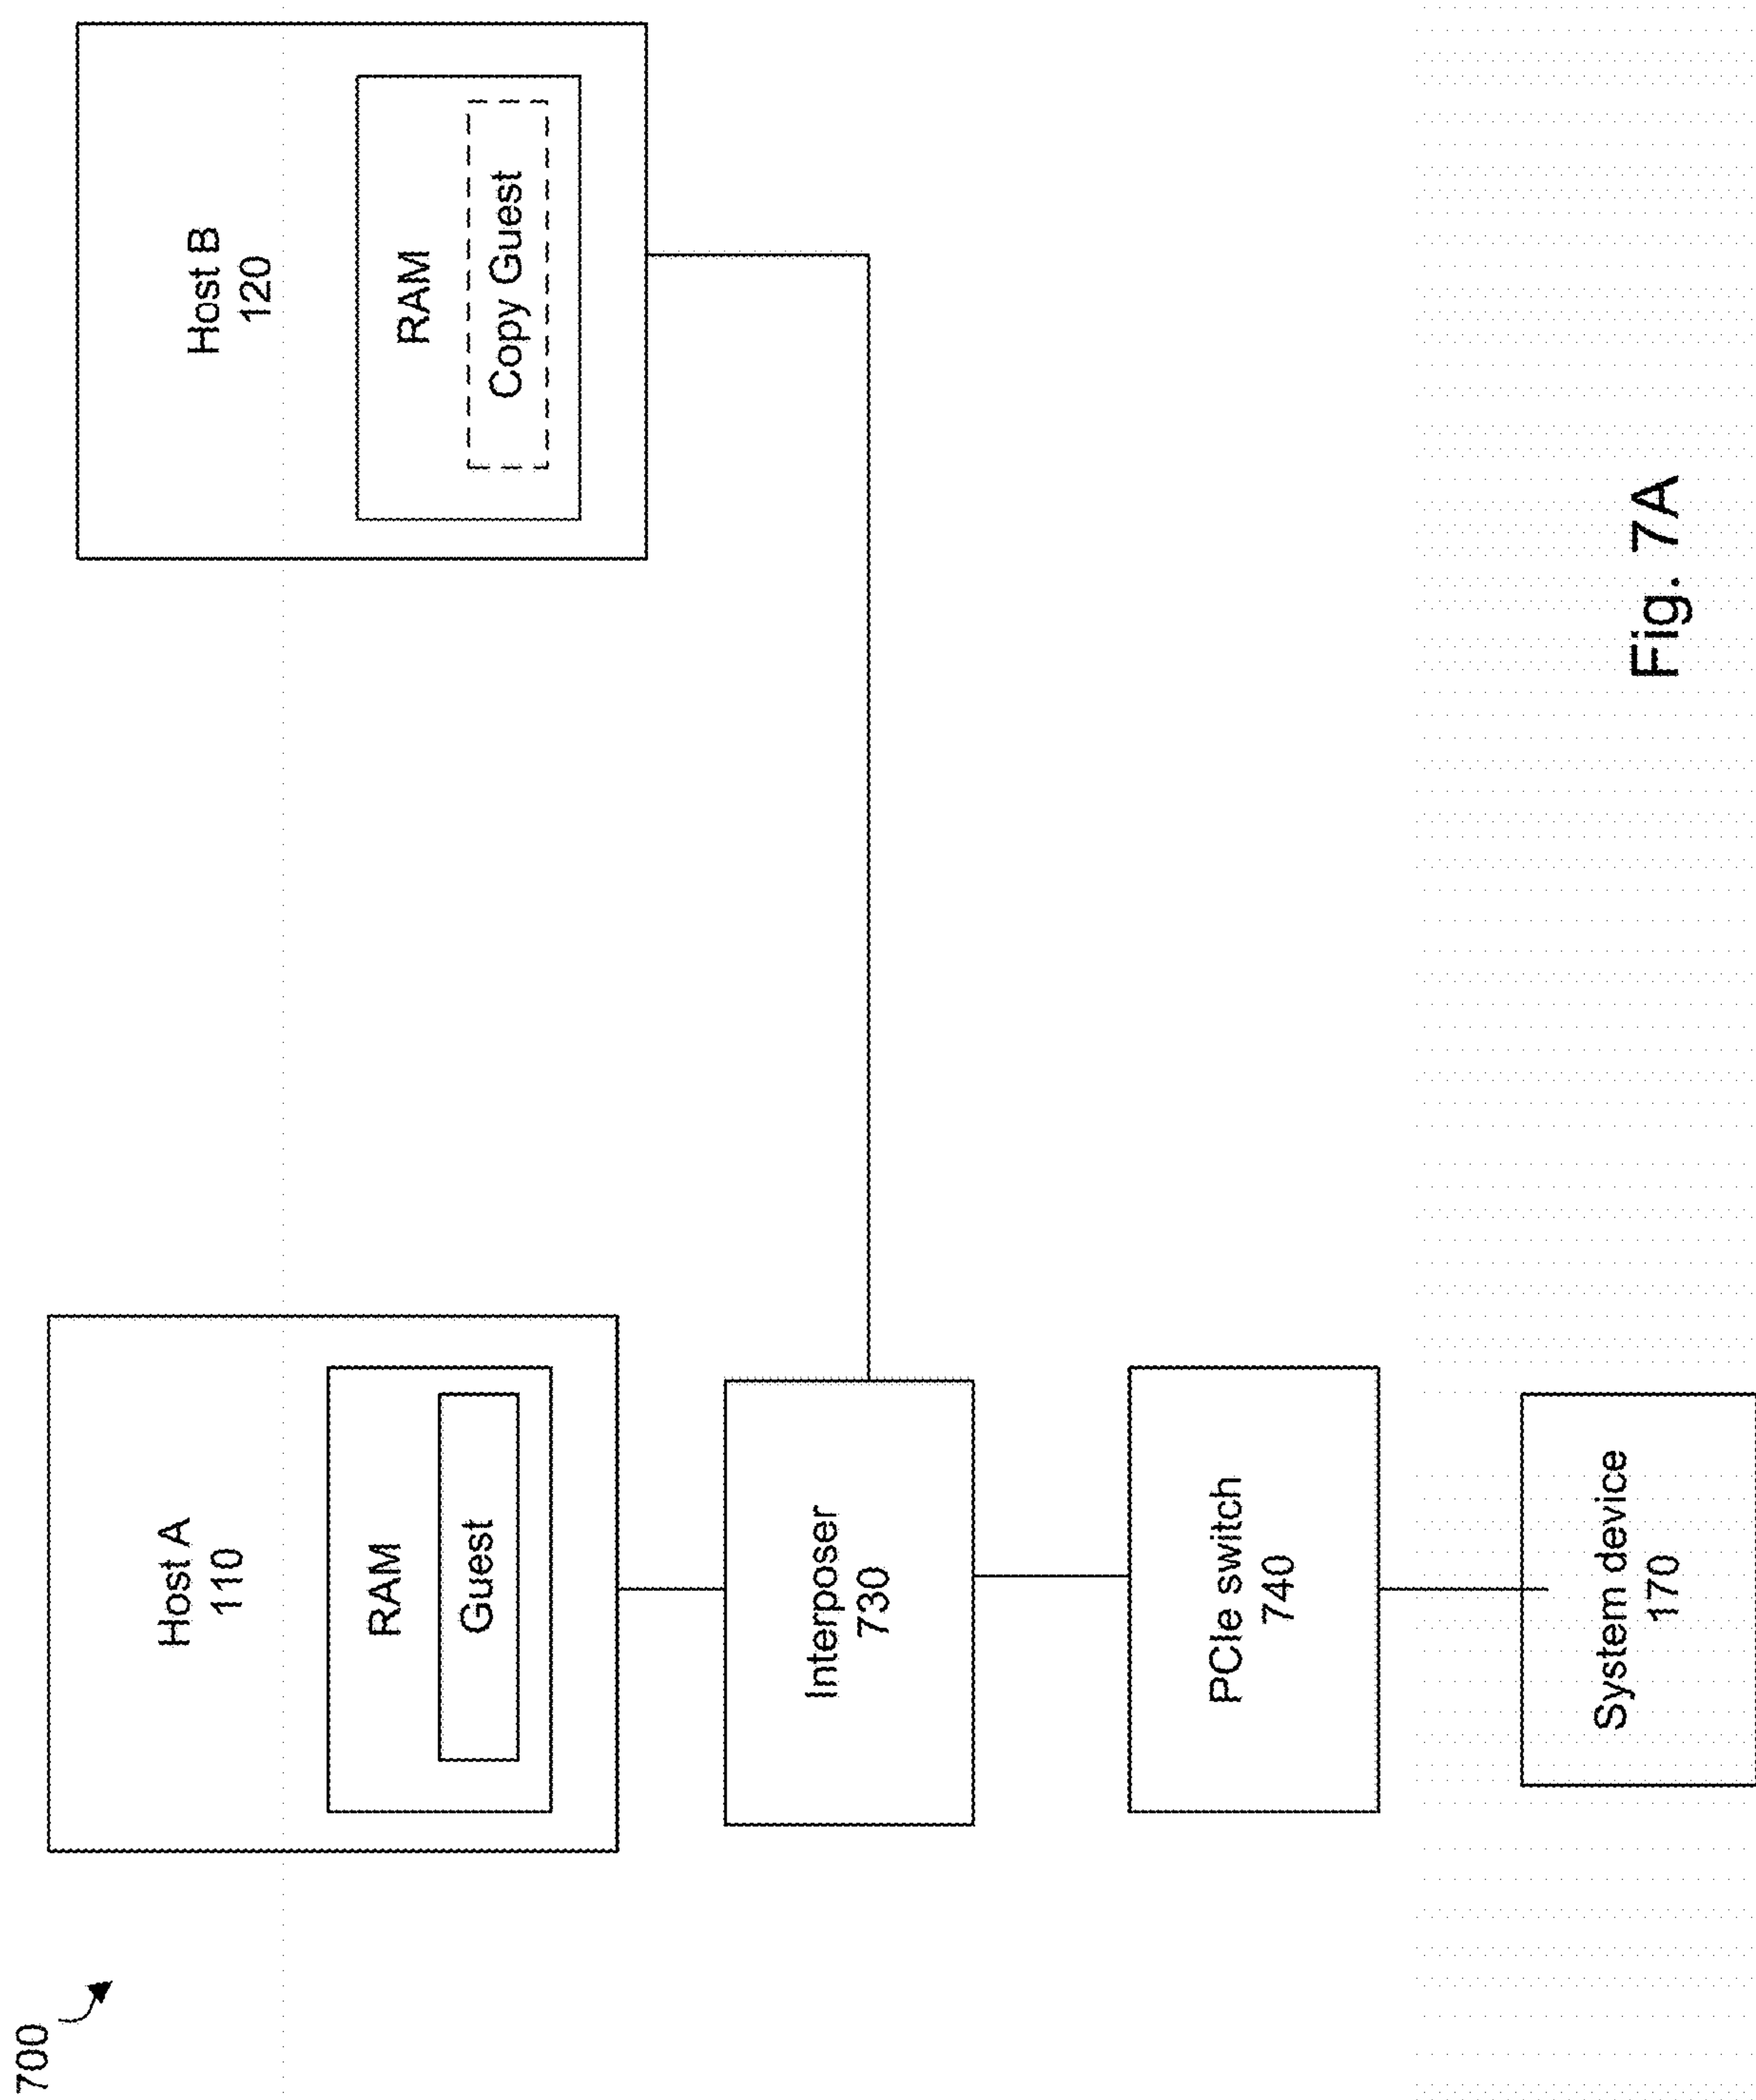 700
Host A
110
RAM
Guest
Interposer
730
PCIe switch
740
System device
170
Host B
120
RAM
Copy Guest
Fig. 7A